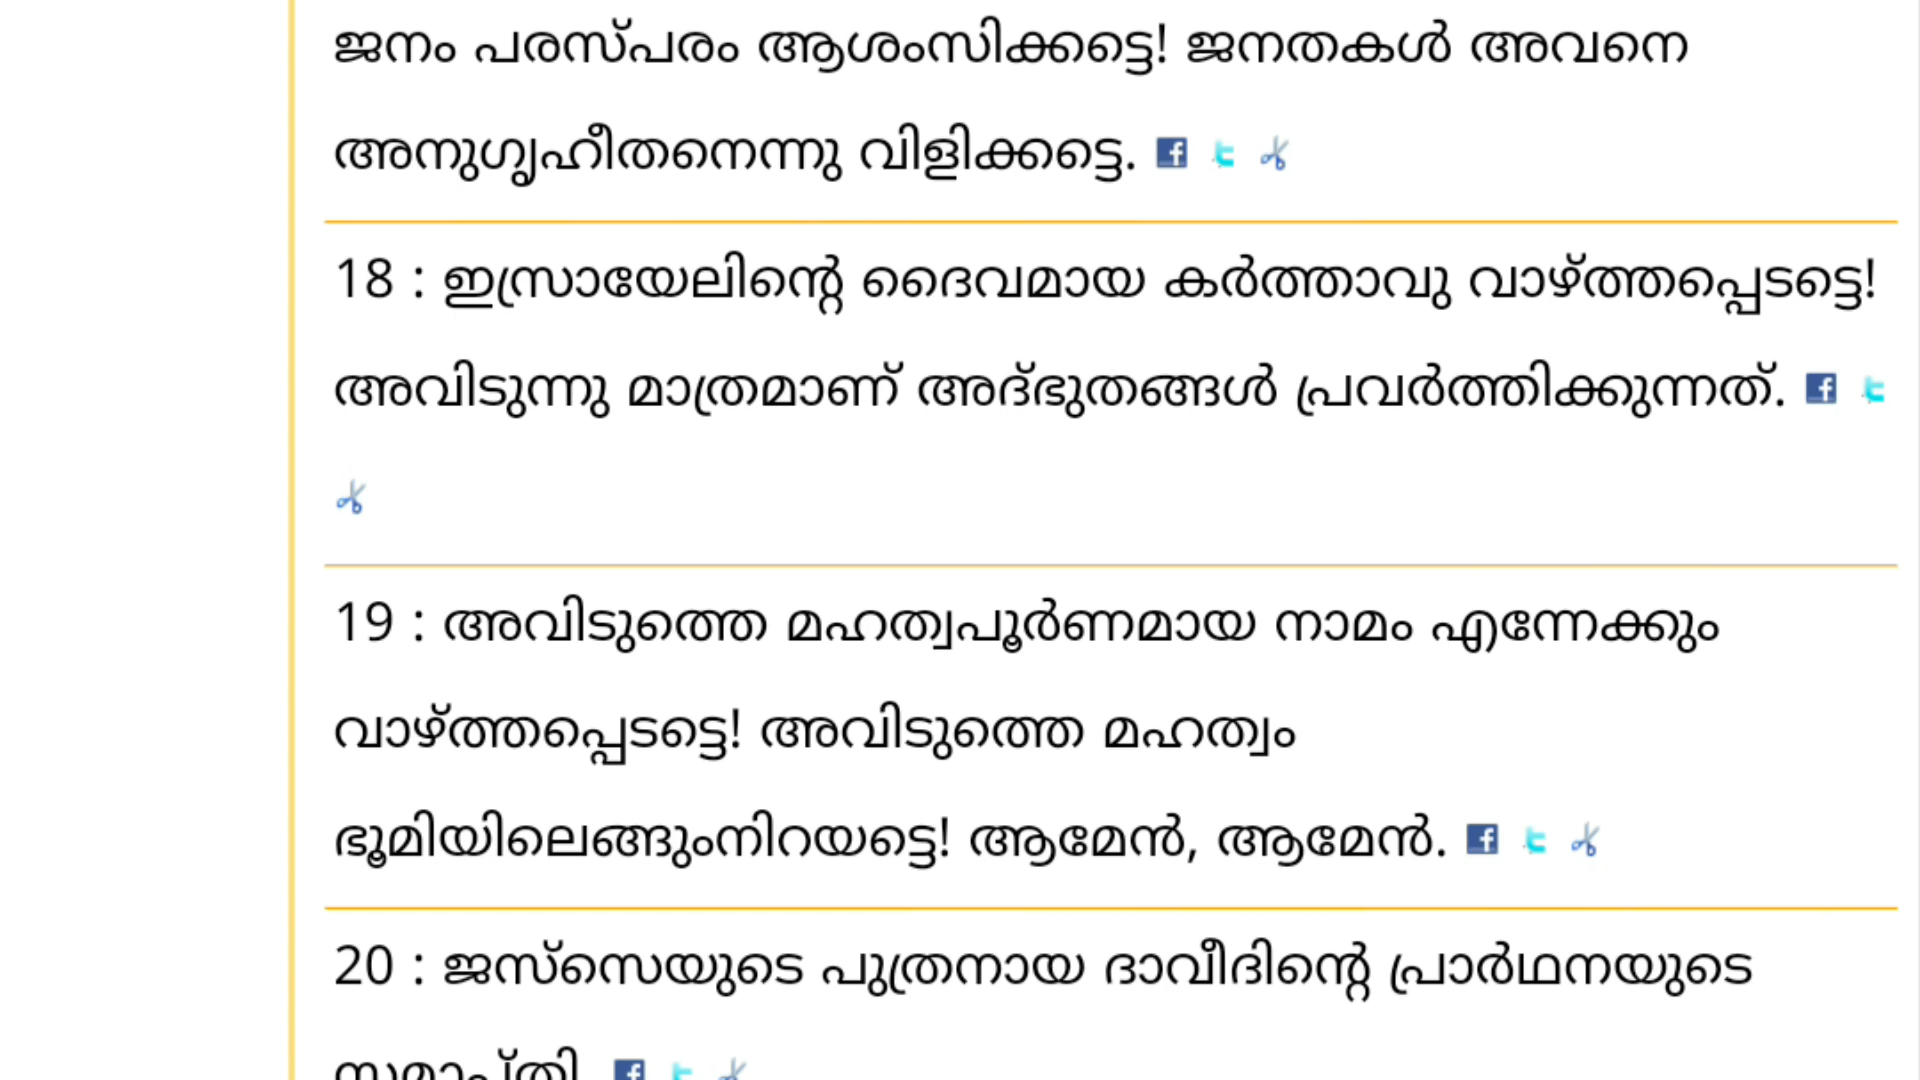 ജനം പരസ്പരം ആശംസിക്കട്ടെ! ജനതകൾ അവനെ
അനുഗൃഹീതനെന്നു വിളിക്കട്ടെ.
18 : ഇസ്രായേലിന്റെ ദൈവമായ കർത്താവു വാഴ്ത്തപ്പെടട്ടെ!
അവിടുന്നു മാത്രമാണ് അദ്ഭുതങ്ങൾ പ്രവർത്തിക്കുന്നത്.
19 : അവിടുത്തെ മഹത്വപൂർണമായ നാമം എന്നേക്കും
വാഴ്ത്തപ്പെടട്ടെ! അവിടുത്തെ മഹത്വം
ഭൂമിയിലെങ്ങുംനിറയട്ടെ! ആമേൻ, ആമേൻ.
20 : ജസ്സെയുടെ പുത്രനായ ദാവീദിന്റെ പ്രാർഥനയുടെ
സമാപ്തി.